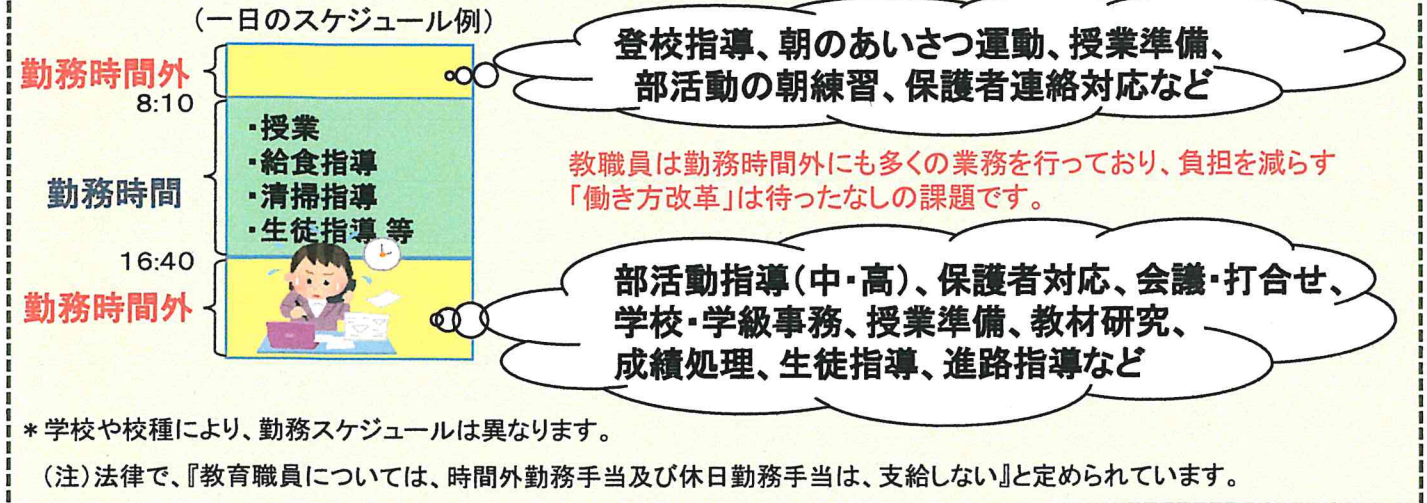 (一日のスケジュール例)
勤務時間外
登校指導、朝のあいさつ運動、授業準備、
部活動の朝練習、保護者連絡対応など
8:10
・授業
・給食指導
・清掃指導
・生徒指導 等
勤務時間
教職員は勤務時間外にも多くの業務を行っており、負担を減らす
「働き方改革」は待ったなしの課題です。
16:40
勤務時間外
部活動指導(中・高)、保護者対応、会議・打合せ、
学校・学級事務、授業準備、教材研究、
成績処理、生徒指導、進路指導など
*学校や校種により、勤務スケジュールは異なります。
(注)法律で、『教育職員については、時間外勤務手当及び休日勤務手当は、支給しない』と定められています。